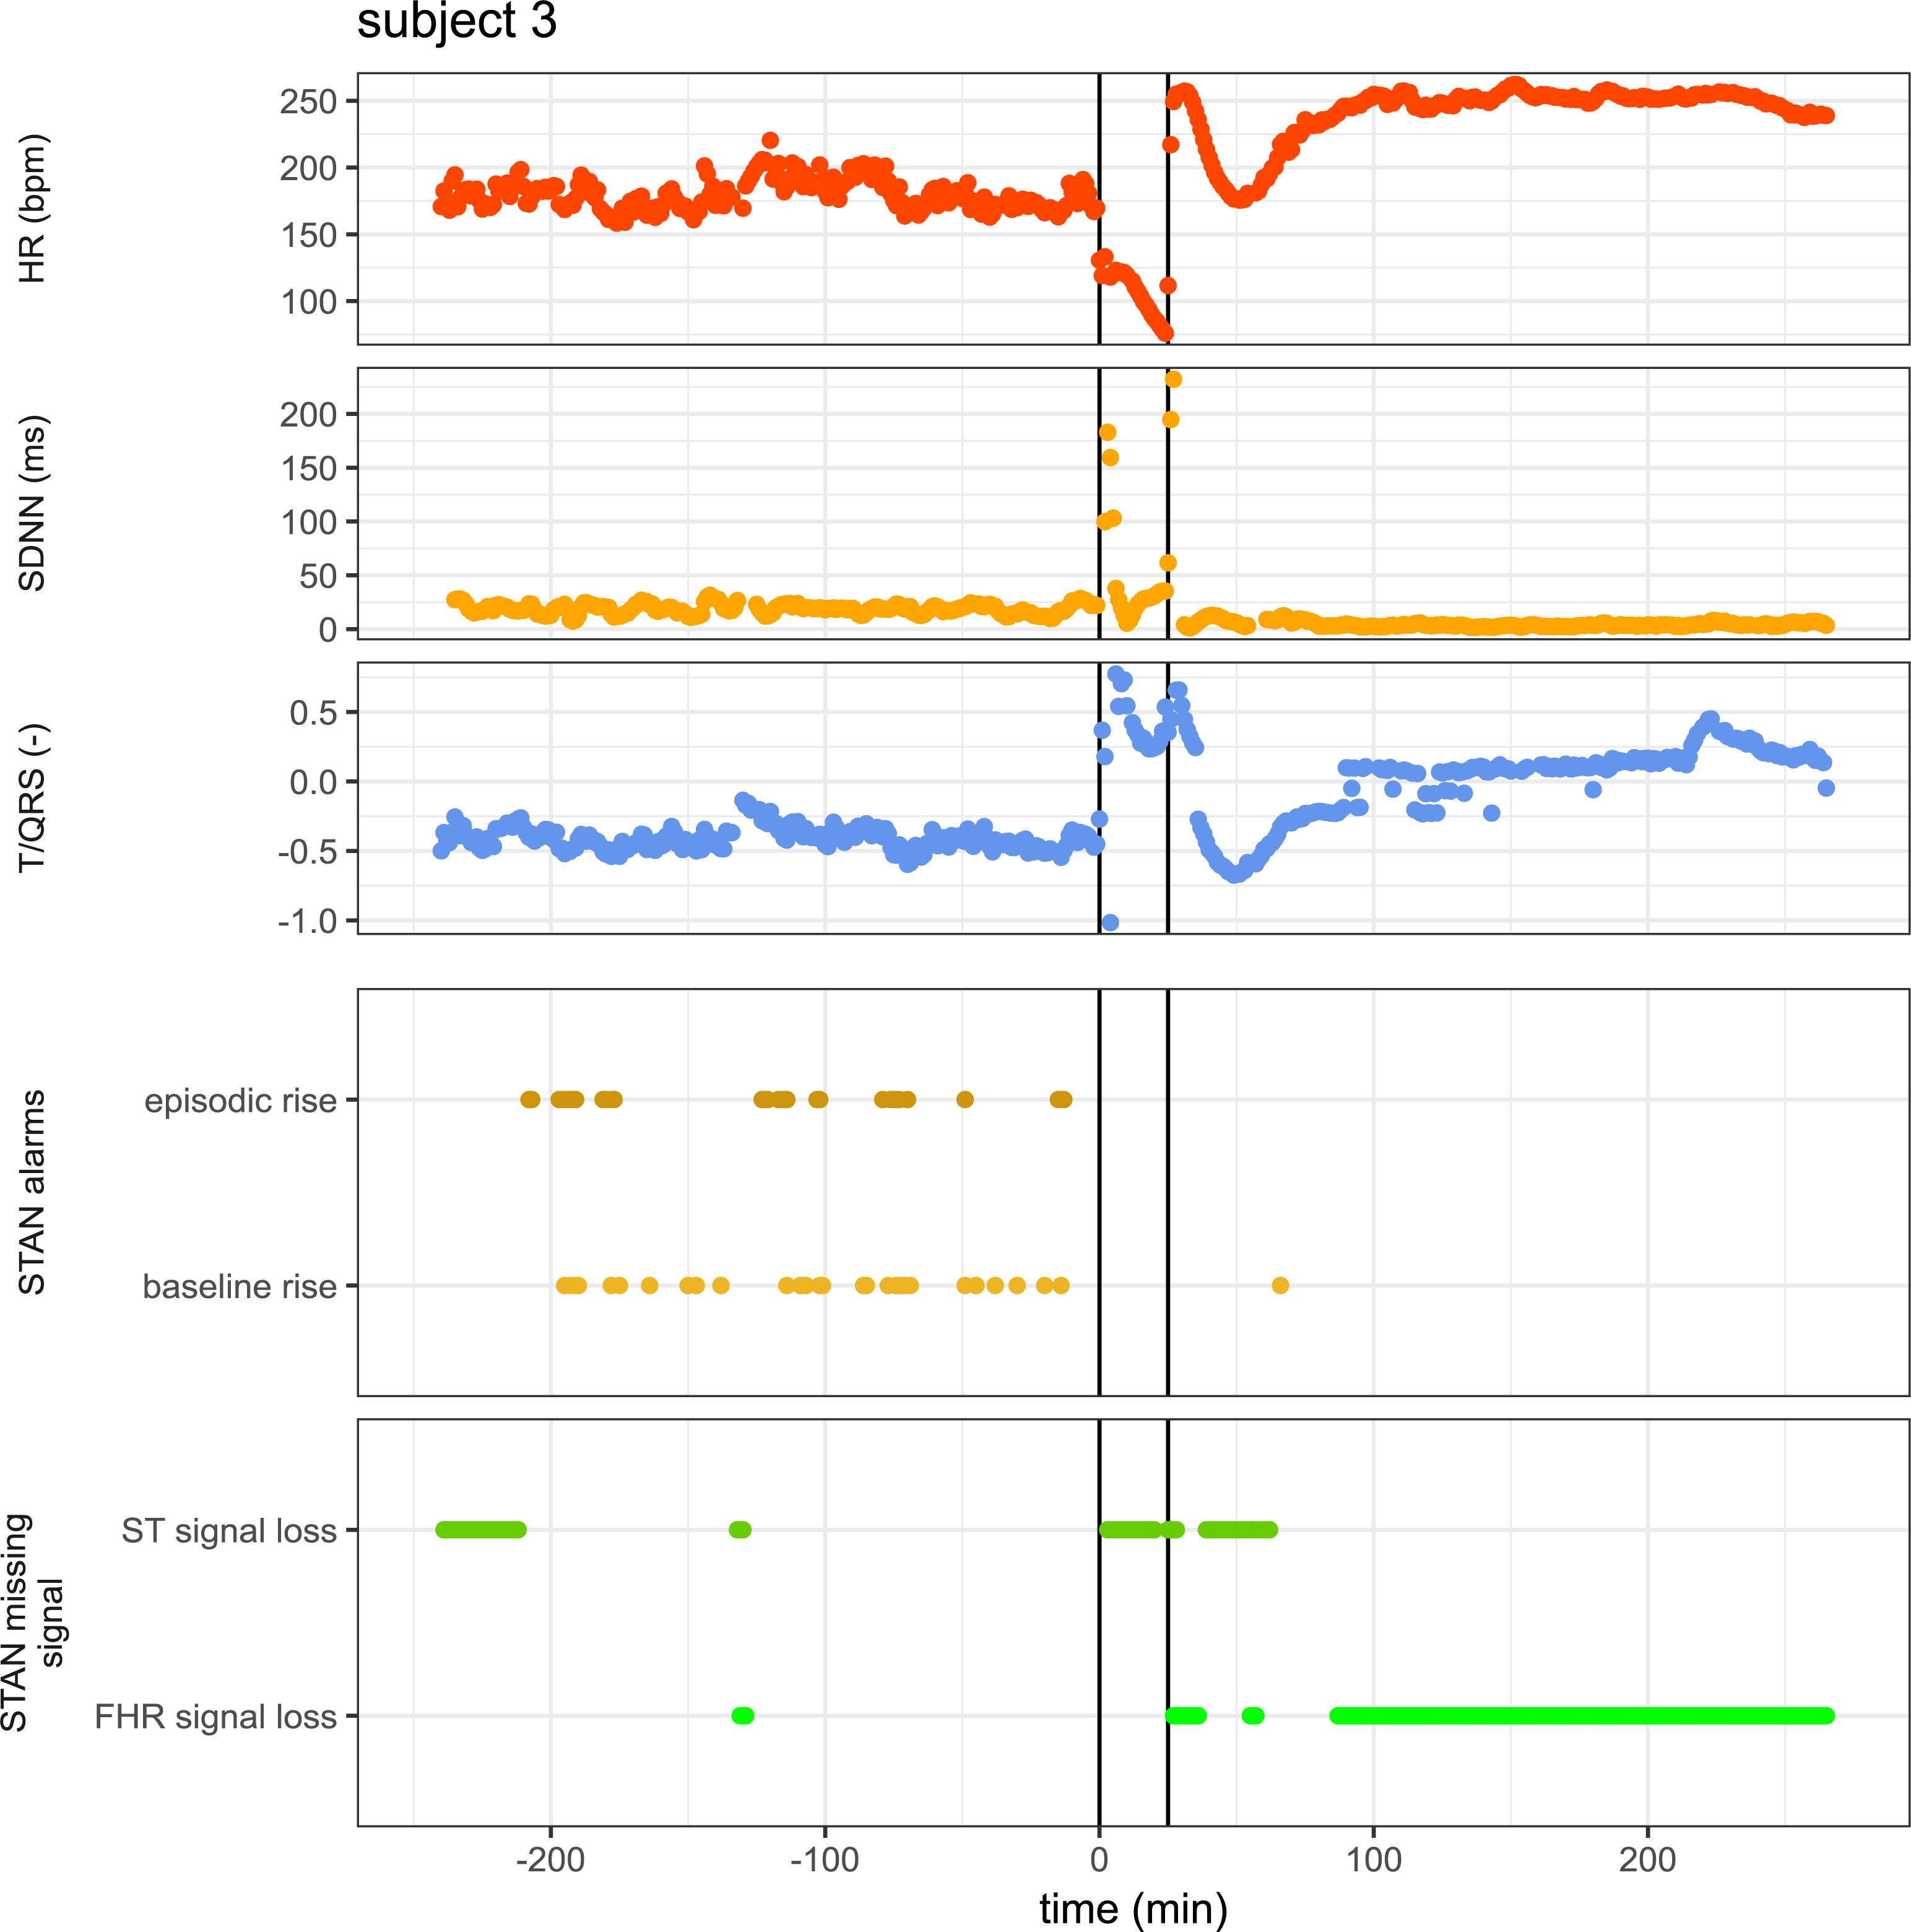 subject 3
HR (bpm)
250
200
150
100
SDNN (ms)
200
150
100
50
0
T/QRS (-)
0.5
0.0
-0.5
-1.0
STAN alarms
episodic rise
baseline rise
STAN missing
signal
ST signal loss
FHR signal loss
-200
-100
0
100
200
time (min)